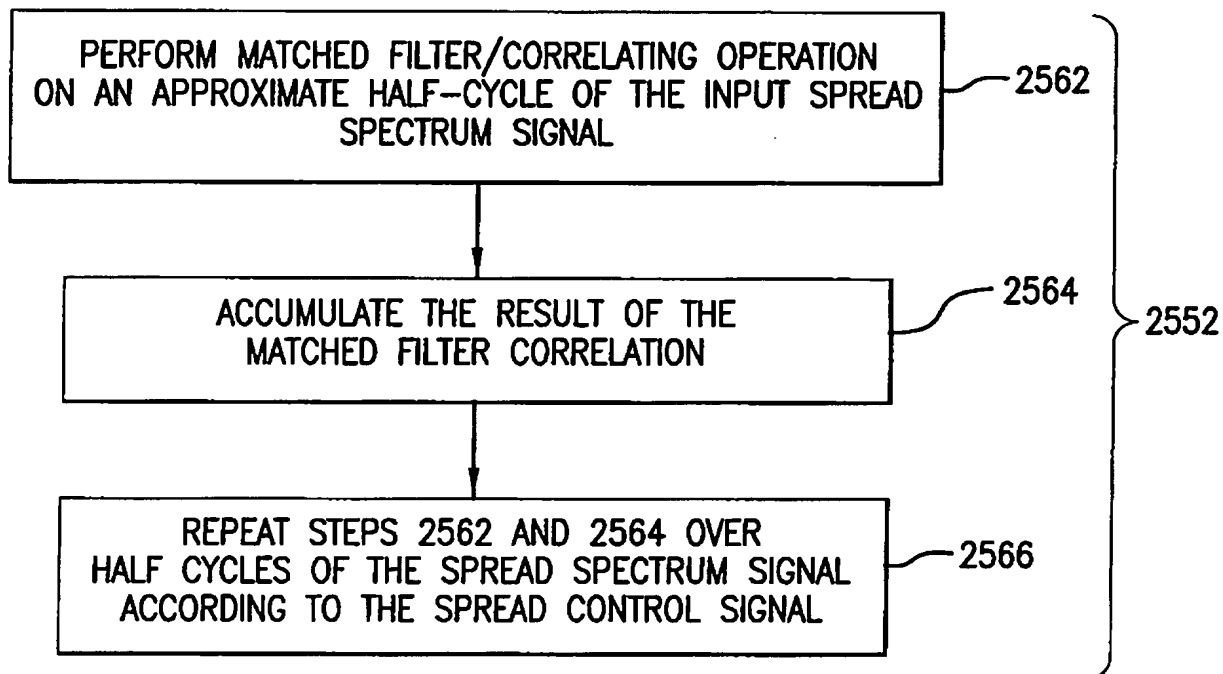 PERFORM MATCHED FILTER/CORRELATING OPERATION
ON AN APPROXIMATE HALF-CYCLE OF THE INPUT SPREAD
SPECTRUM SIGNAL
2562
ACCUMULATE THE RESULT OF THE
MATCHED FILTER CORRELATION
2564
2552
REPEAT STEPS 2562 AND 2564 OVER
HALF CYCLES OF THE SPREAD SPECTRUM SIGNAL
ACCORDING TO THE SPREAD CONTROL SIGNAL
2566